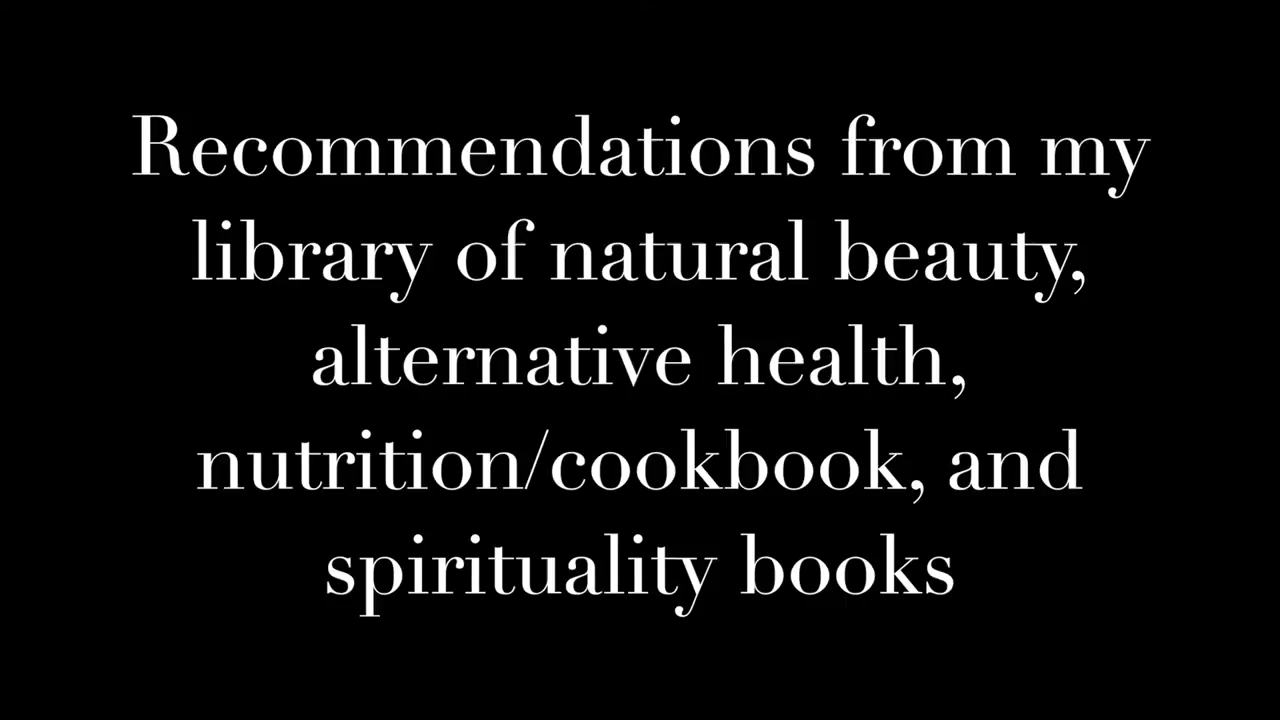 Recommendations from my
library of natural beauty,
alternative health,
nutrition/cookbook, and
spirituality books